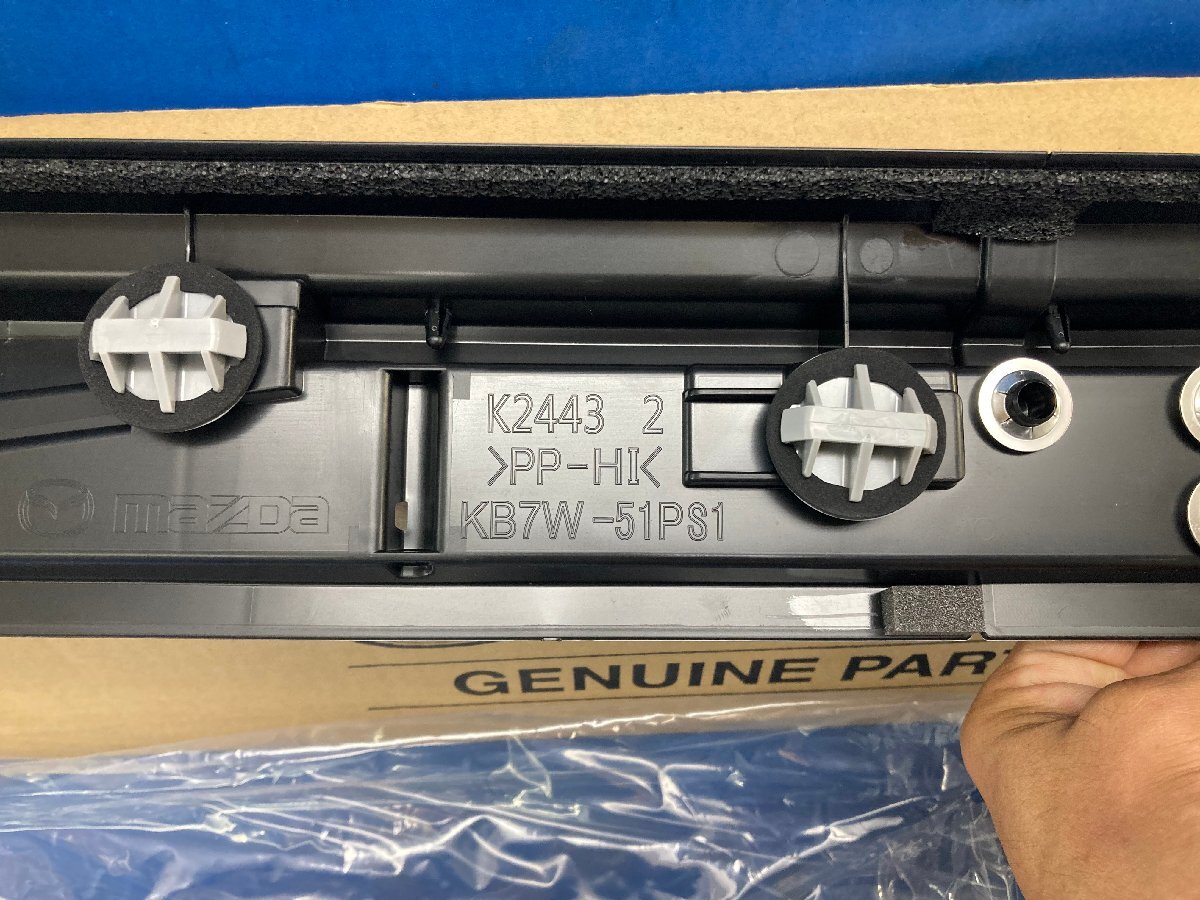 K2443 2
>PP-HI<
KB7W-51PS1
mazDa
GENUINE PART